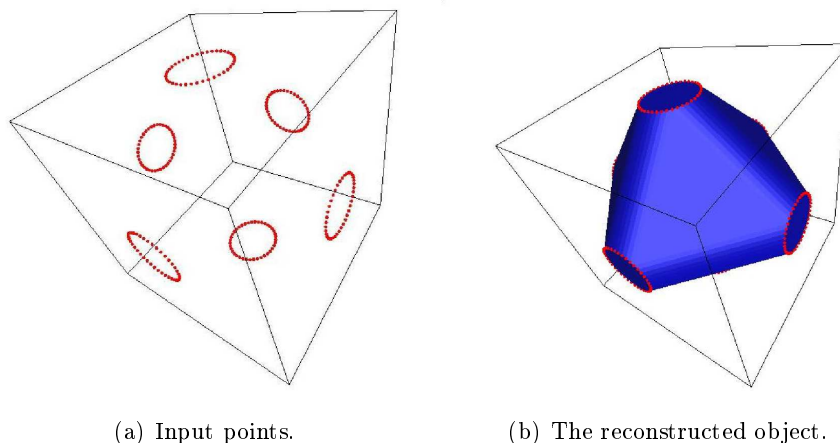 (a) Input points.
(b) The reconstructed object.